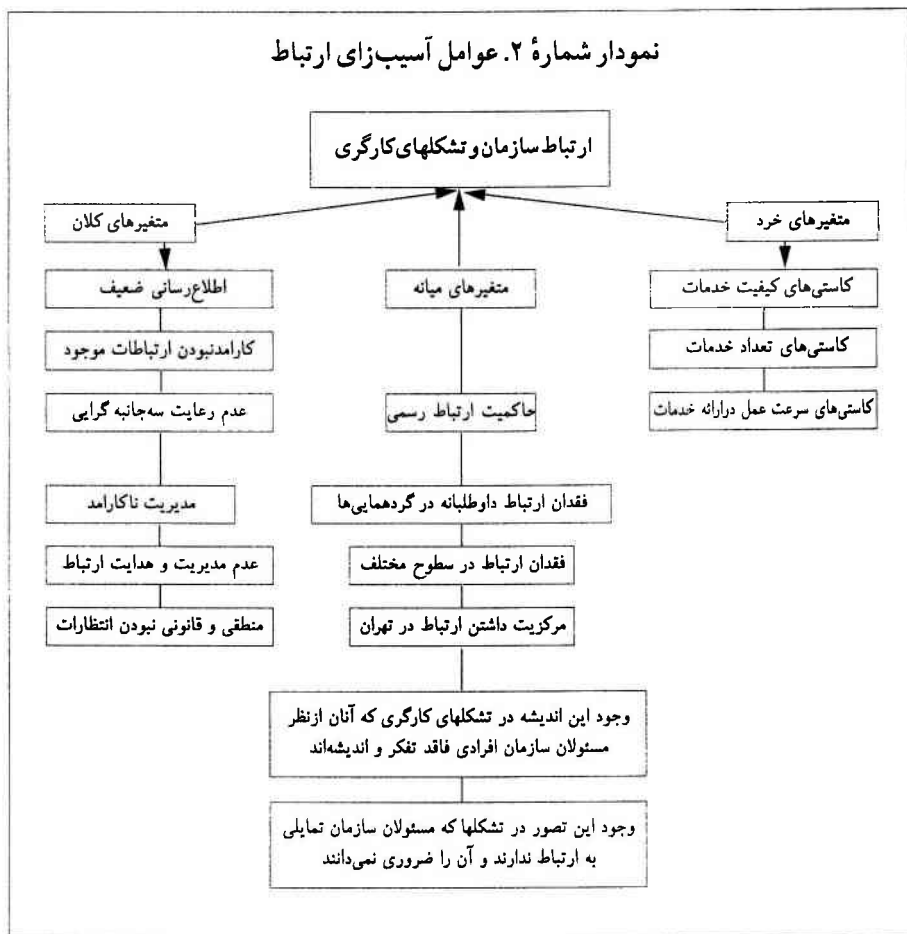 نمودار شمارهٔ ۲. عوامل آسیب‌زای ارتباط
ارتباط سازمان و تشکلهای کارگری
متغیرهای خرد
کاستی‌های کیفیت خدمات
کاستی‌های تعداد خدمات
کاستی‌های سرعت عمل درارائه خدمات
متغیرهای میانه
حاکمیت ارتباط رسمی
فقدان ارتباط داوطلبانه در گردهمایی‌ها
فقدان ارتباط در سطوح مختلف
مرکزیت داشتن ارتباط در تهران
وجود این اندیشه در تشکلهای کارگری که آنان ازنظر
مسئولان سازمان افرادی فاقد تفکر و اندیشه‌اند
وجود این تصور در تشکلها که مسئولان سازمان تمایلی
به ارتباط ندارند و آن را ضروری نمی‌دانند
متغیرهای کلان
اطلاع‌رسانی ضعیف
کارامدنبودن ارتباطات موجود
عدم رعایت سه‌جانبه گرایی
مدیریت ناکارامد
عدم مدیریت و هدایت ارتباط
منطقی و قانونی نبودن انتظارات